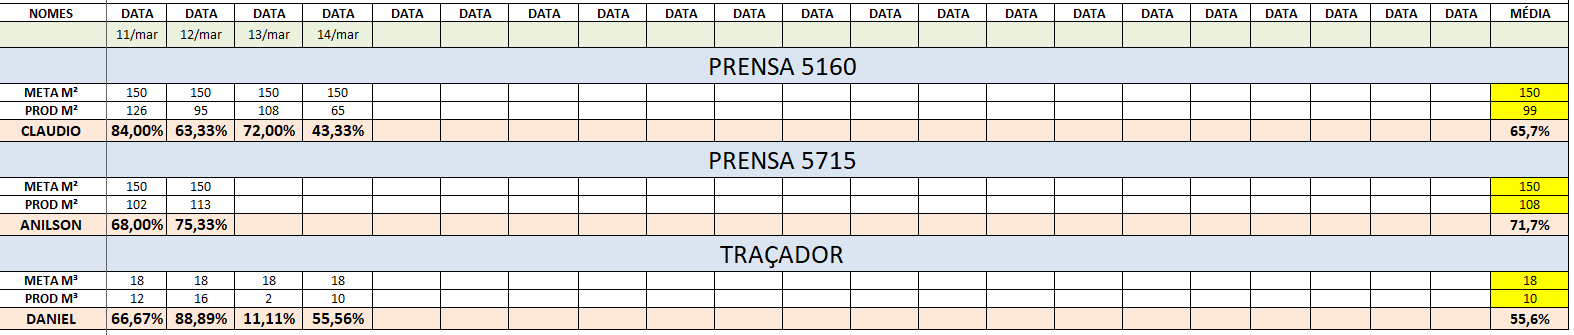 NOMES DATA DATA DATA DATA DATA DATA DATA DATA DATA DATA DATA DATA DATA DATA DATA DATA DATA DATA DATA DATA MÉDIA
11/mar 12/mar 13/mar 14/mar
PRENSA 5160
META M² 150 150 150 150 150
PROD M² 126 95 108 65 99
CLAUDIO 84,00% 63,33% 72,00% 43,33% 65,7%
PRENSA 5715
META M² 150 150 150
PROD M² 102 113 108
ANILSON 68,00% 75,33% 71,7%
TRAÇADOR
META M³ 18 18 18 18 18
PROD M³ 12 16 2 10 10
DANIEL 66,67% 88,89% 11,11% 55,56% 55,6%